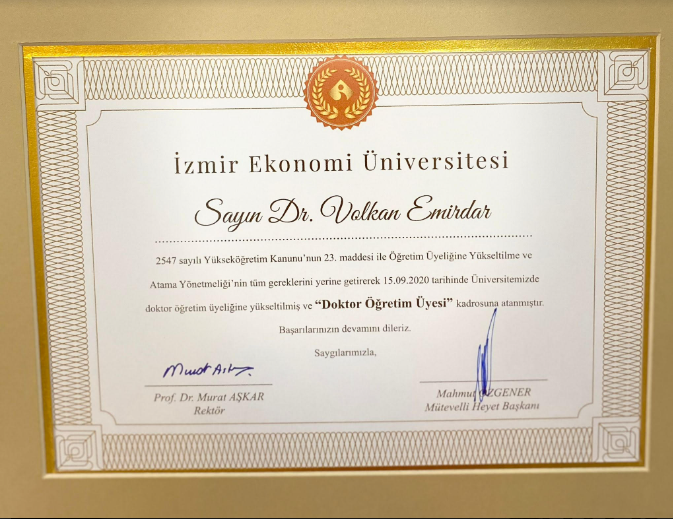 İzmir Ekonomi Üniversitesi
Sayın Dr. Volkan Emirdar
2547 sayılı Yükseköğretim Kanunu'nun 23. maddesi ile Öğretim Üyeliğine Yükseltilme ve
Atama Yönetmeliği'nin tüm gereklerini yerine getirerek 15.09.2020 tarihinde Üniversitemizde
doktor öğretim üyeliğine yükseltilmiş ve “Doktor Öğretim Üyesi” kadrosuna atanmıştır.
Başarılarınızın devamını dileriz.
Saygılarımızla,
Prof. Dr. Murat AŞKAR
Rektör
Mahmut ÖZGENER
Mütevelli Heyet Başkanı